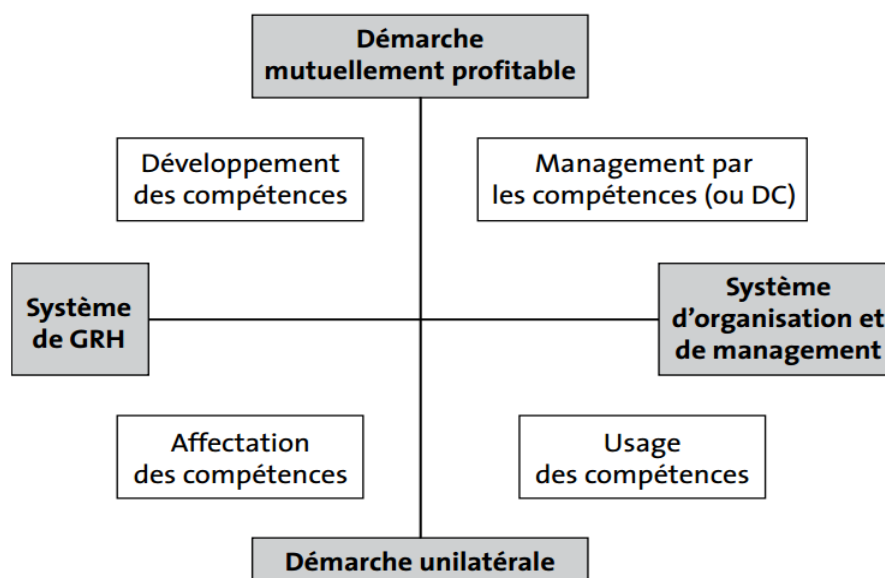 Démarche
mutuellement profitable
Développement
des compétences
Management par
les compétences (ou DC)
Système
de GRH
Système
d'organisation et
de management
Affectation
des compétences
Usage
des compétences
Démarche unilatérale